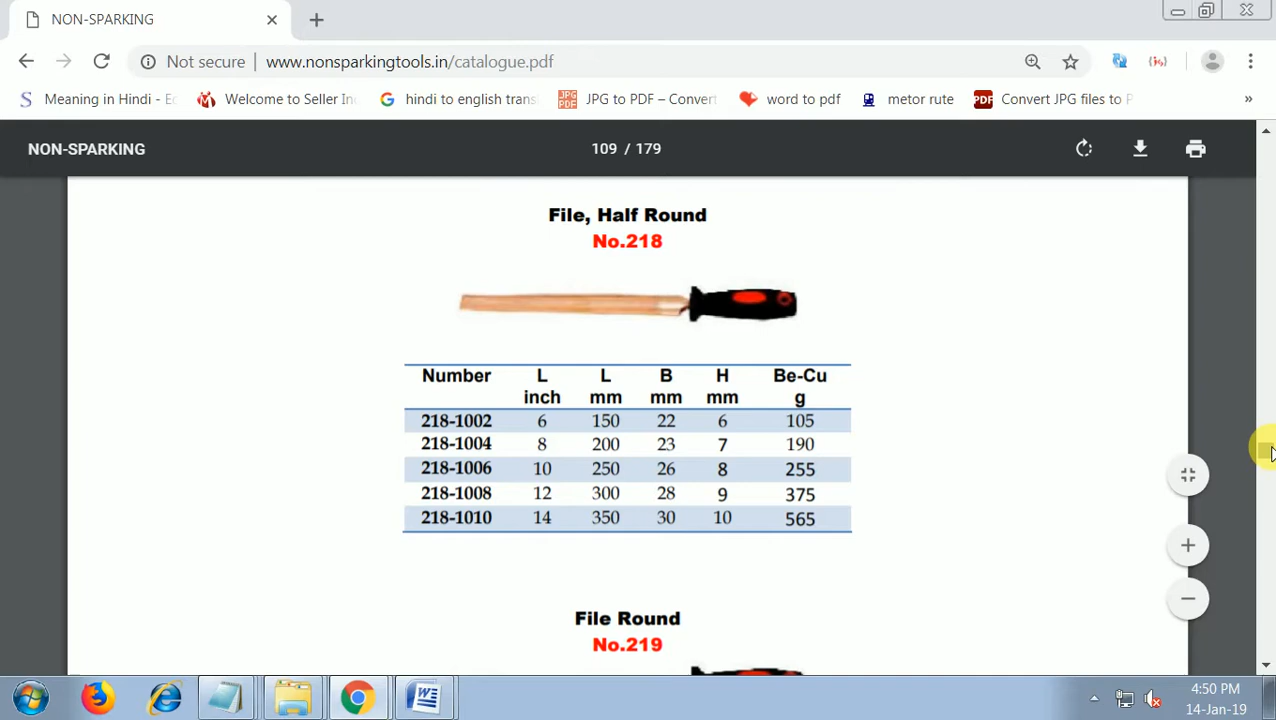 NON-SPARKING
Not secure | www.nonsparkingtools.in/catalogue.pdf
Meaning in Hindi - Ec Welcome to Seller In hindi to english trans JPG to PDF – Convert word to pdf metor rute Convert JPG files to P »
NON-SPARKING 109 / 179
File, Half Round
No.218
Number L L B H Be-Cu
inch mm mm mm g
218-1002 6 150 22 6 105
218-1004 8 200 23 7 190
218-1006 10 250 26 8 255
218-1008 12 300 28 9 375
218-1010 14 350 30 10 565
File Round
No.219
4:50 PM
14-Jan-19